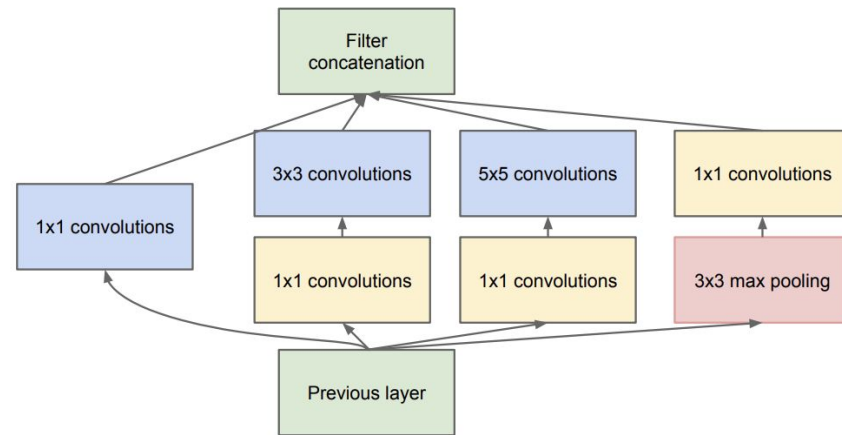 Filter
concatenation
3x3 convolutions
5x5 convolutions
1x1 convolutions
1x1 convolutions
1x1 convolutions
1x1 convolutions
3x3 max pooling
Previous layer